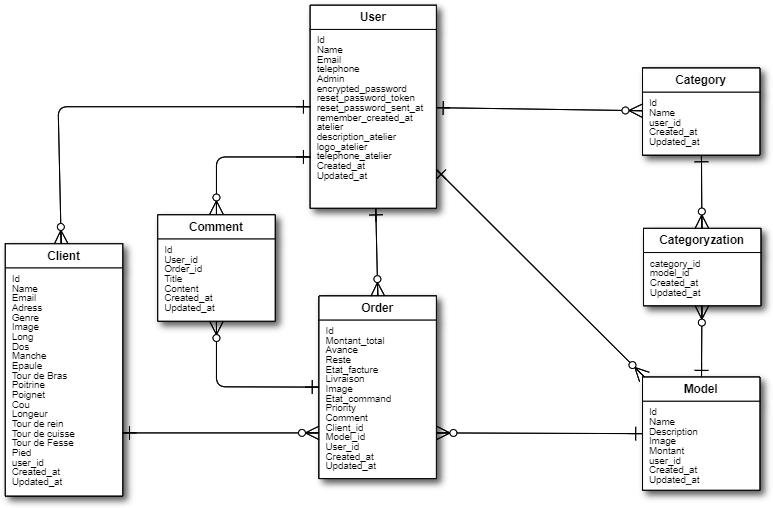 User
Id
Name
Email
telephone
Admin
encrypted_password
reset_password_token
reset_password_sent_at
remember_created_at
atelier
description_atelier
logo_atelier
telephone_atelier
Created_at
Updated_at
Category
Id
Name
user_id
Created_at
Updated_at
Comment
Id
User_id
Order_id
Title
Content
Created_at
Updated_at
Categoryzation
category_id
model_id
Created_at
Updated_at
Client
Id
Name
Email
Adress
Genre
Image
Long
Dos
Manche
Epaule
Tour de Bras
Poitrine
Poignet
Cou
Longeur
Tour de rein
Tour de cuisse
Tour de Fesse
Pied
user_id
Created_at
Updated_at
Order
Id
Montant_total
Avance
Reste
Etat_facture
Livraison
Image
Etat_command
Priority
Comment
Client_id
Model_id
User_id
Created_at
Updated_at
Model
Id
Name
Description
Image
Montant
user_id
Created_at
Updated_at